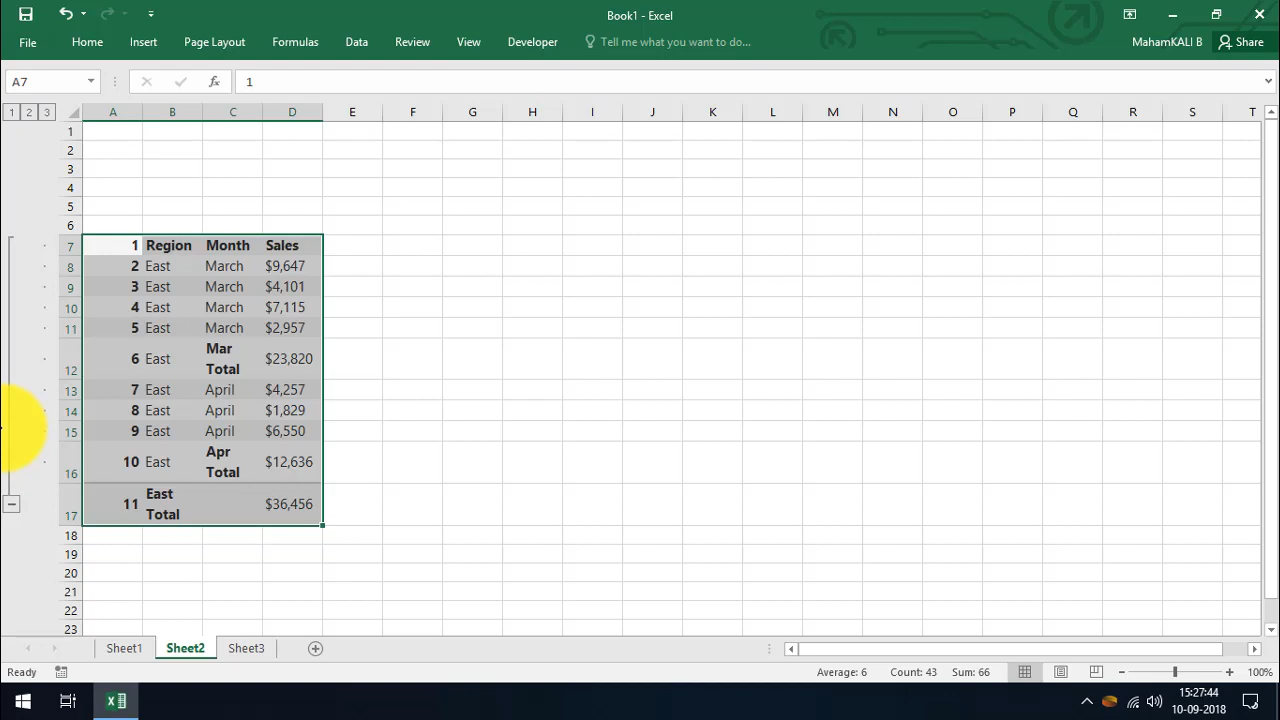 Book1 - Excel
File Home Insert Page Layout Formulas Data Review View Developer Tell me what you want to do... MahamKALI B Share
A7 fx 1
1 2 3 A B C D E F G H I J K L M N O P Q R S T
1
2
3
4
5
6
7 1 Region Month Sales
8 2 East March $9,647
9 3 East March $4,101
10 4 East March $7,115
11 5 East March $2,957
12 6 East Mar Total $23,820
13 7 East April $4,257
14 8 East April $1,829
15 9 East April $6,550
16 10 East Apr Total $12,636
17 11 East Total $36,456
18
19
20
21
22
23
Sheet1 Sheet2 Sheet3
Ready Average: 6 Count: 43 Sum: 66 100%
15:27:44
10-09-2018